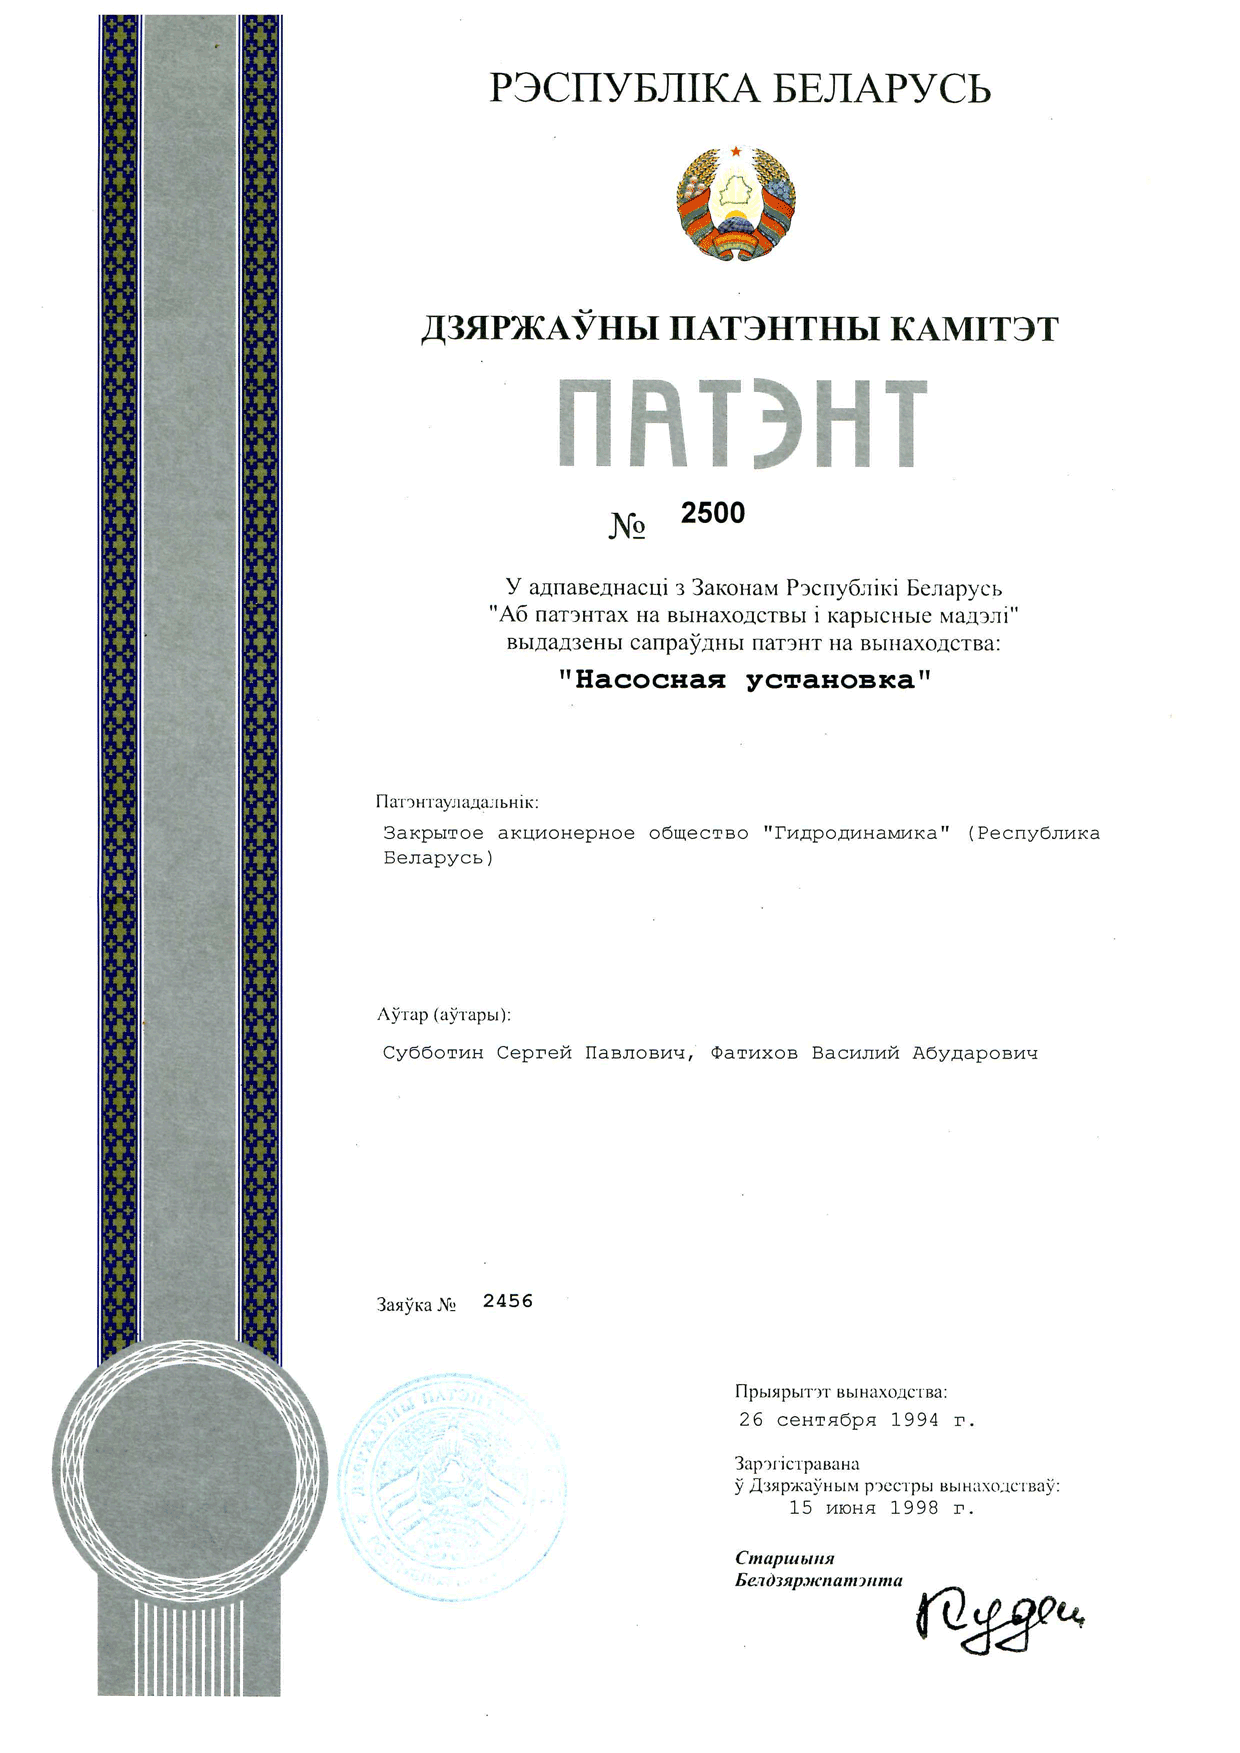 РЭСПУБЛІКА БЕЛАРУСЬ
ДЗЯРЖАЎНЫ ПАТЭНТНЫ КАМІТЭТ
ПАТЭНТ
№ 2500
У адпаведнасці з Законам Рэспублікі Беларусь
"Аб патэнтах на вынаходствы і карысные мадэлі"
выдадзены сапраўдны патэнт на вынаходства:
"Насосная установка"
Патэнтауладальнік:
Закрытое акционерное общество "Гидродинамика" (Республика
Беларусь)
Аўтар (аўтары):
Субботин Сергей Павлович, Фатихов Василий Абударович
Заяўка № 2456
Прыярытэт вынаходства:
26 сентября 1994 г.
Зарэгістравана
ў Дзяржаўным рэестры вынаходстваў:
15 июня 1998 г.
Старшыня
Белдзяржпатэнта